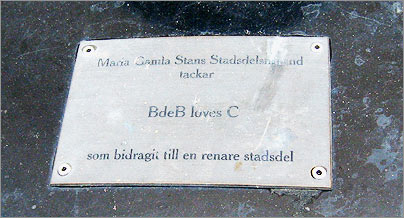 Maria Gamla Stans Stadsdelsnämnd
tackar
BdeB loves C
som bidragit till en renare stadsdel